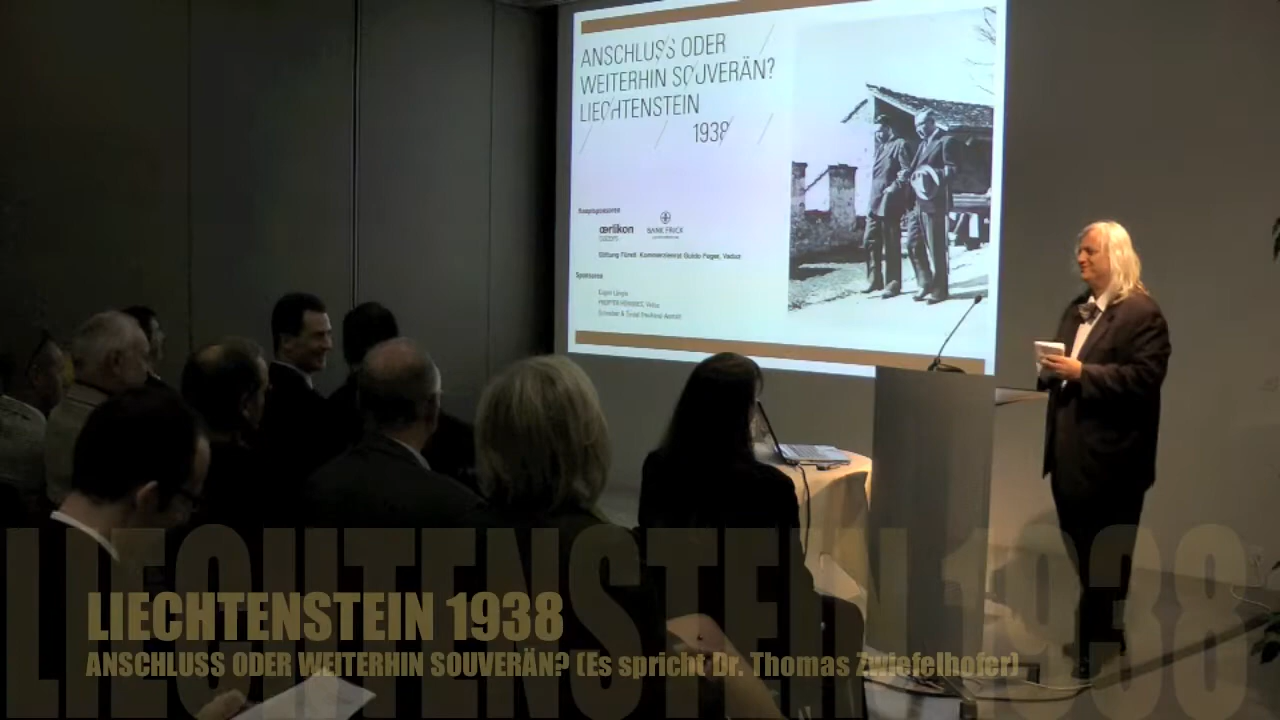 ANSCHLUSS ODER
WEITERHIN SOUVERÄN?
LIECHTENSTEIN
1938
Hauptsponsoren
œrlikon
BANK FRICK
Stiftung Fürstl. Kommerzienrat Guido Feger, Vaduz
Sponsoren
LIECHTENSTEIN 1938
LIECHTENSTEIN 1938
ANSCHLUSS ODER WEITERHIN SOUVERÄN? (Es spricht Dr. Thomas Zwiefelhofer)